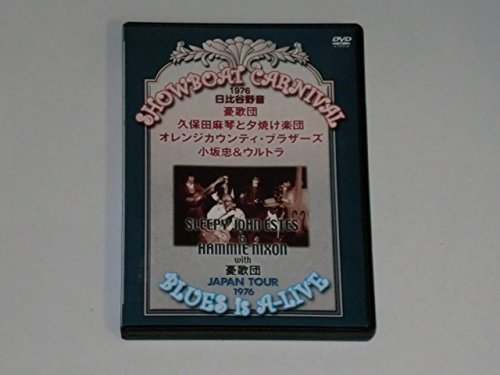 DVD
VIDEO
SHOWBOAT CARNIVAL
1976
日比谷野音
憂歌団
久保田麻琴と夕焼け楽団
オレンジカウンティ・ブラザーズ
小坂忠&ウルトラ
SLEEPY JOHN ESTES
&
HAMMIE NIXON
with
憂歌団
JAPAN TOUR
1976
BLUES IS A-LIVE